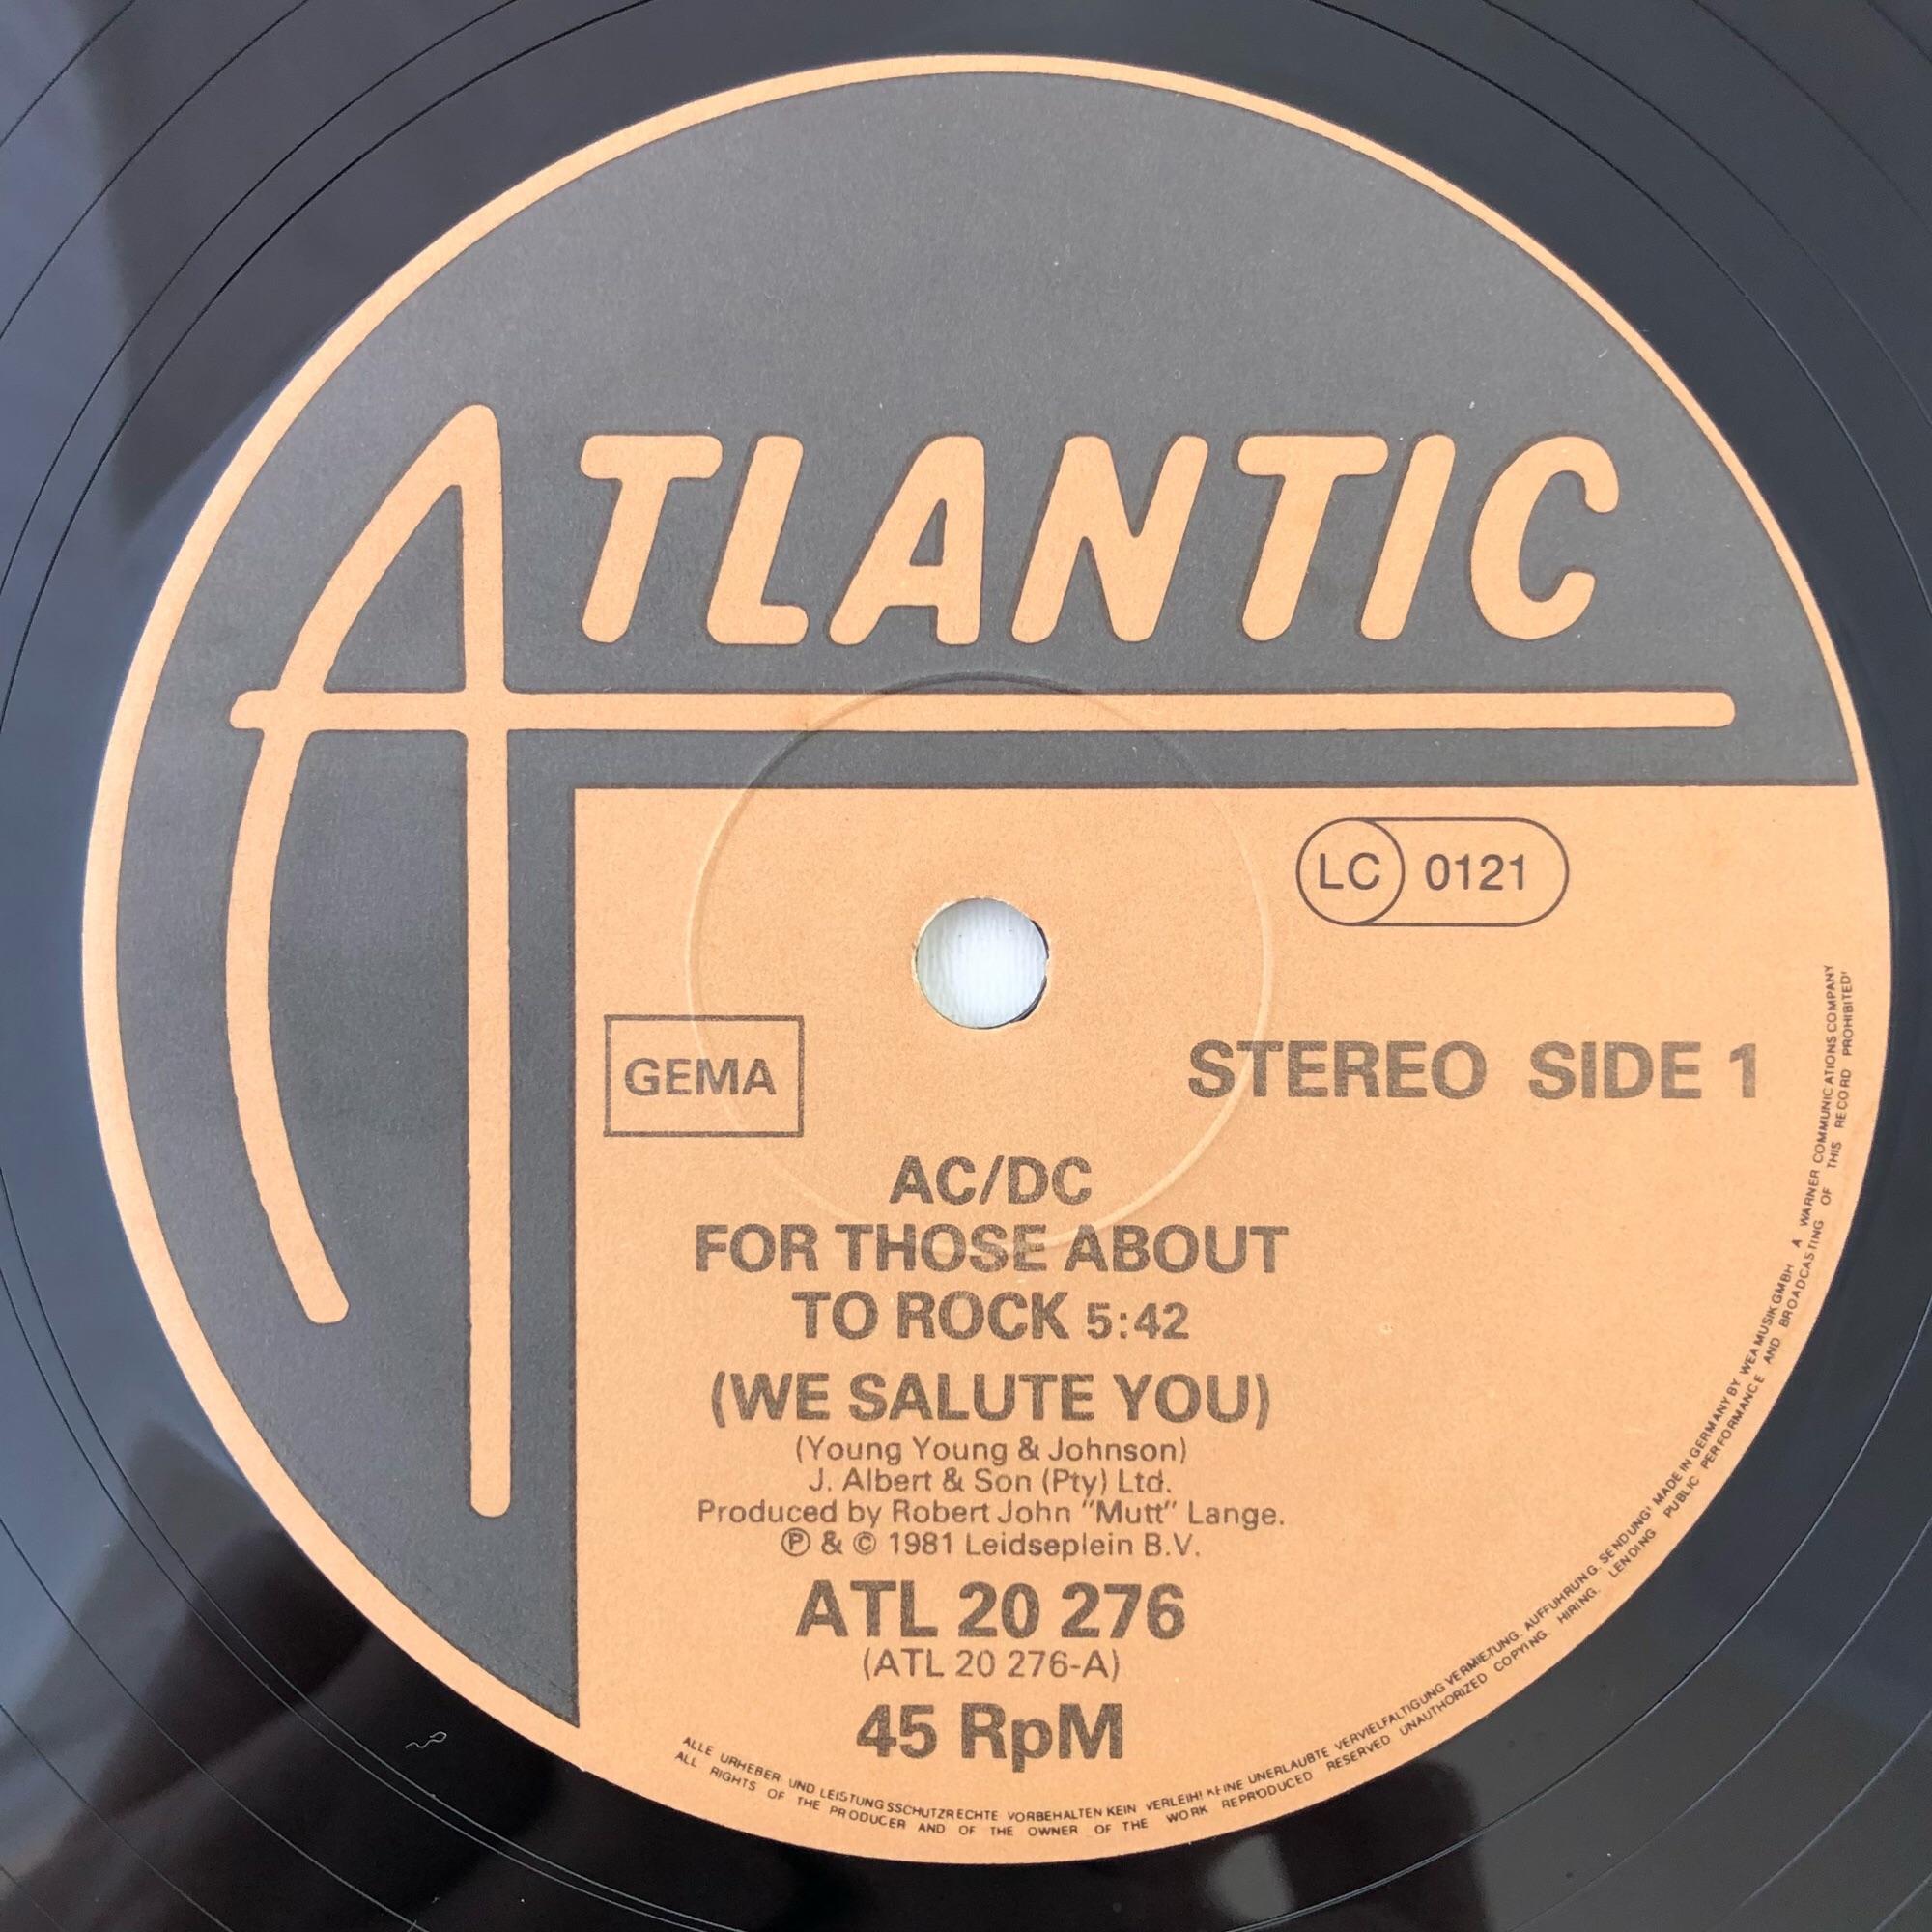 ATLANTIC
LC 0121
GEMA
STEREO SIDE 1
AC/DC
FOR THOSE ABOUT
TO ROCK 5:42
(WE SALUTE YOU)
(Young Young & Johnson)
J. Albert & Son (Pty) Ltd.
Produced by Robert John "Mutt" Lange.
Ⓟ & © 1981 Leidseplein B.V.
ATL 20 276
(ATL 20 276-A)
45 RpM
ALLE URHEBER UND LEISTUNGSSCHUTZRECHTE VORBEHALTEN KEIN VERLEIH! KEINE UNERLAUBTE VERVIELFALTIGUNG VERMIETUNG. AUFFUHRUNG. SENDUNG! MADE IN GERMANY BY WEA MUSIK GMBH. A WARNER COMMUNICATIONS COMPANY
ALL RIGHTS OF THE PRODUCER AND OF THE OWNER OF THE WORK REPRODUCED RESERVED UNAUTHORIZED COPYING. HIRING. LENDING PUBLIC PERFORMANCE AND BROADCASTING OF THIS RECORD PROHIBITED!